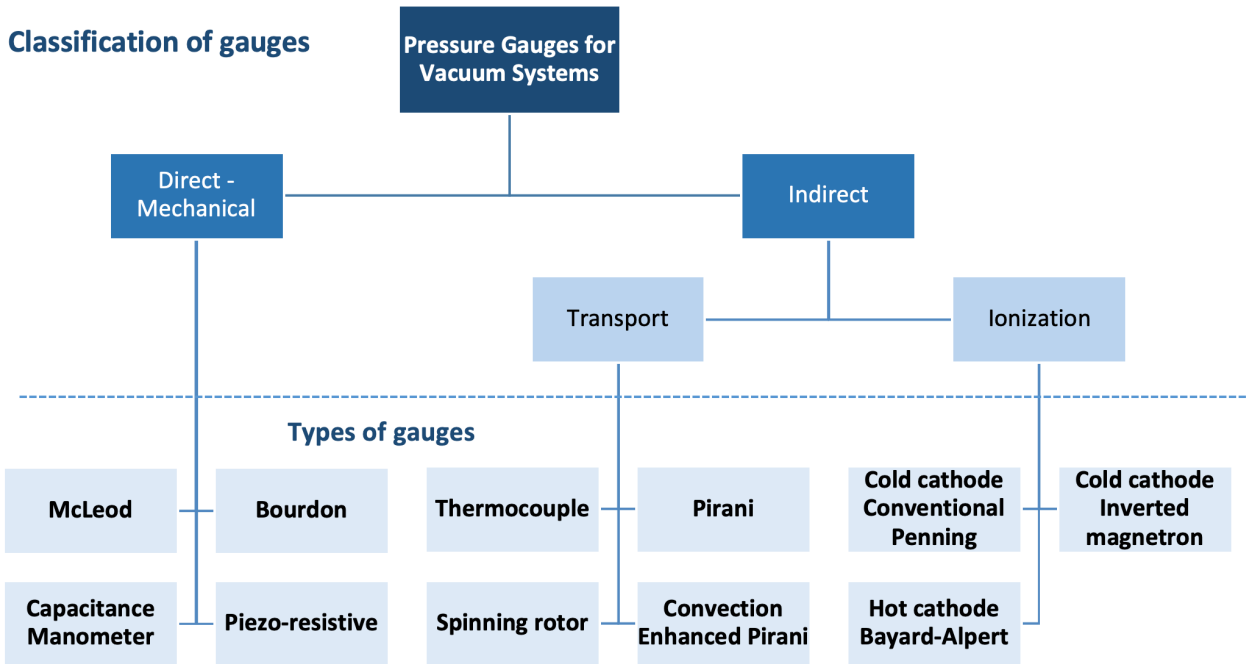 Classification of gauges
Pressure Gauges for
Vacuum Systems
Direct -
Mechanical
Indirect
Transport
Ionization
Types of gauges
McLeod
Bourdon
Thermocouple
Pirani
Cold cathode
Conventional
Penning
Cold cathode
Inverted
magnetron
Capacitance
Manometer
Piezo-resistive
Spinning rotor
Convection
Enhanced Pirani
Hot cathode
Bayard-Alpert